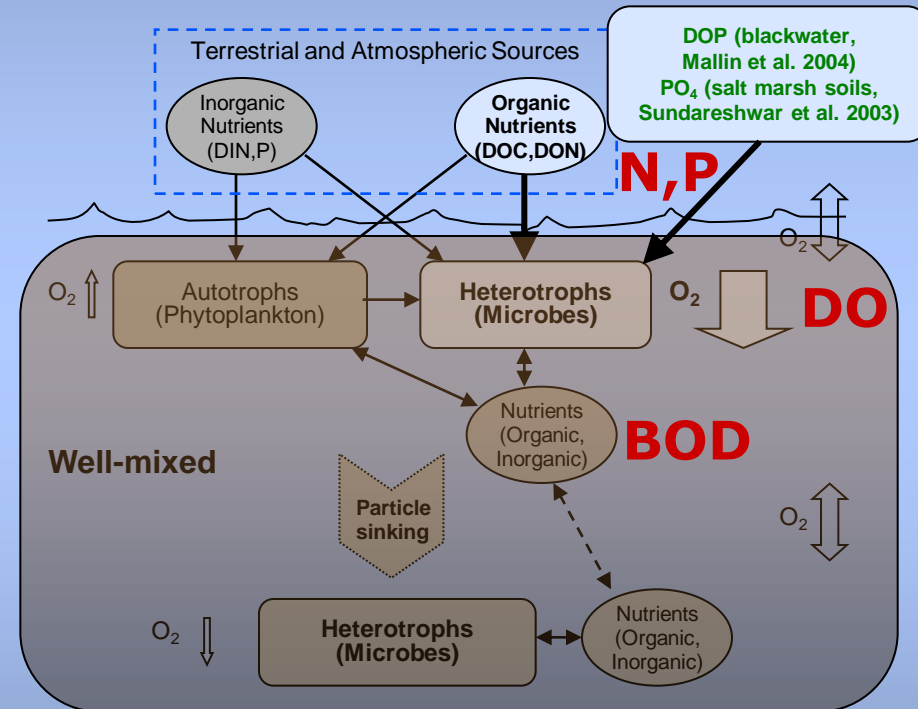 Terrestrial and Atmospheric Sources
Inorganic
Nutrients
(DIN,P)
Organic
Nutrients
(DOC,DON)
DOP (blackwater,
Mallin et al. 2004)
PO₄ (salt marsh soils,
Sundareshwar et al. 2003)
N,P
O₂
O₂
Autotrophs
(Phytoplankton)
Heterotrophs
(Microbes)
O₂
DO
Nutrients
(Organic,
Inorganic)
BOD
Well-mixed
Particle
sinking
O₂
O₂
Heterotrophs
(Microbes)
Nutrients
(Organic,
Inorganic)